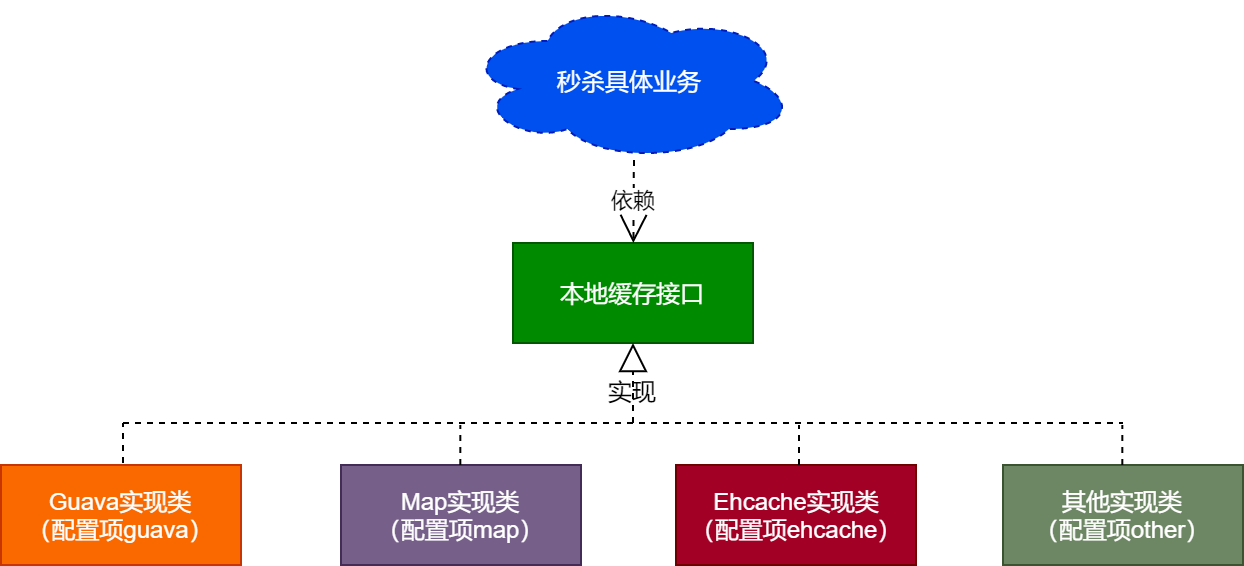 秒杀具体业务
依赖
本地缓存接口
实现
Guava实现类
（配置项guava）
Map实现类
（配置项map）
Ehcache实现类
（配置项ehcache）
其他实现类
（配置项other）